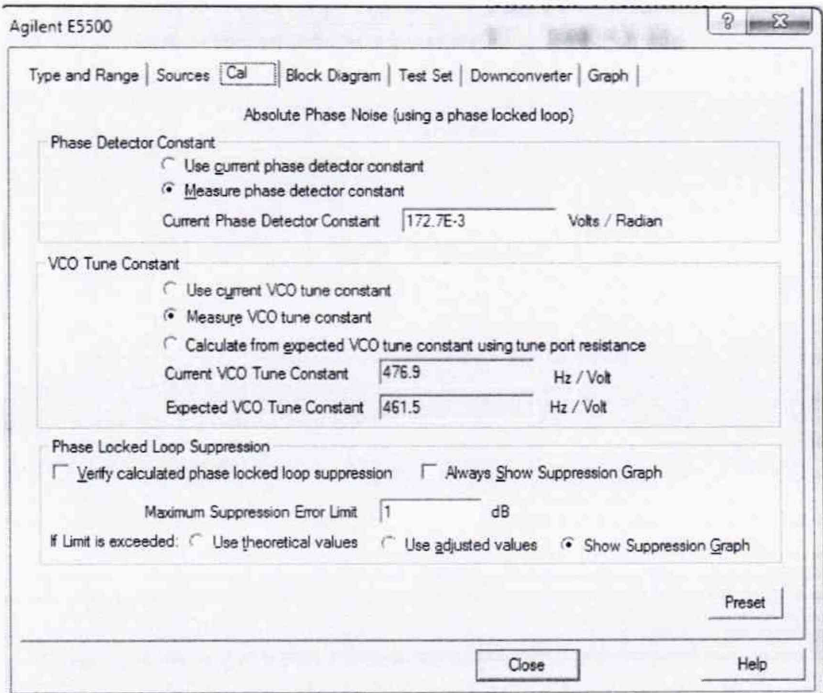 Agilent E5500
Type and Range Sources Cal Block Diagram Test Set Downconverter Graph
Absolute Phase Noise (using a phase locked loop)
Phase Detector Constant
Use current phase detector constant
Measure phase detector constant
Current Phase Detector Constant 172.7E-3 Volts / Radian
VCO Tune Constant
Use current VCO tune constant
Measure VCO tune constant
Calculate from expected VCO tune constant using tune port resistance
Current VCO Tune Constant 476.9 Hz / Volt
Expected VCO Tune Constant 461.5 Hz / Volt
Phase Locked Loop Suppression
Verify calculated phase locked loop suppression Always Show Suppression Graph
Maximum Suppression Error Limit 1 dB
If Limit is exceeded: Use theoretical values Use adjusted values Show Suppression Graph
Preset
Close Help